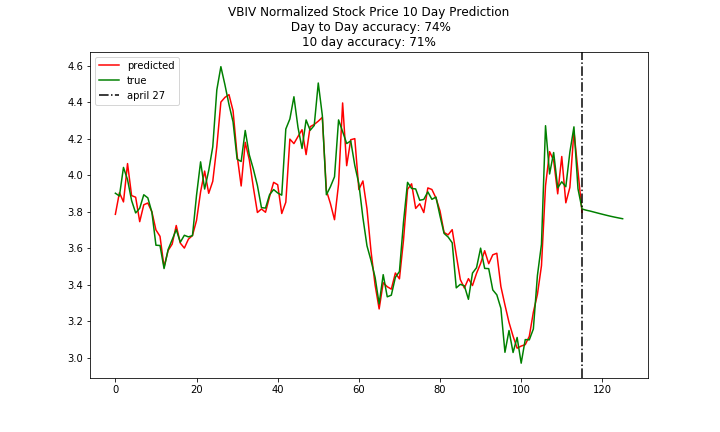 VBIV Normalized Stock Price 10 Day Prediction
Day to Day accuracy: 74%
10 day accuracy: 71%
predicted
true
april 27
4.6
4.4
4.2
4.0
3.8
3.6
3.4
3.2
3.0
0 20 40 60 80 100 120